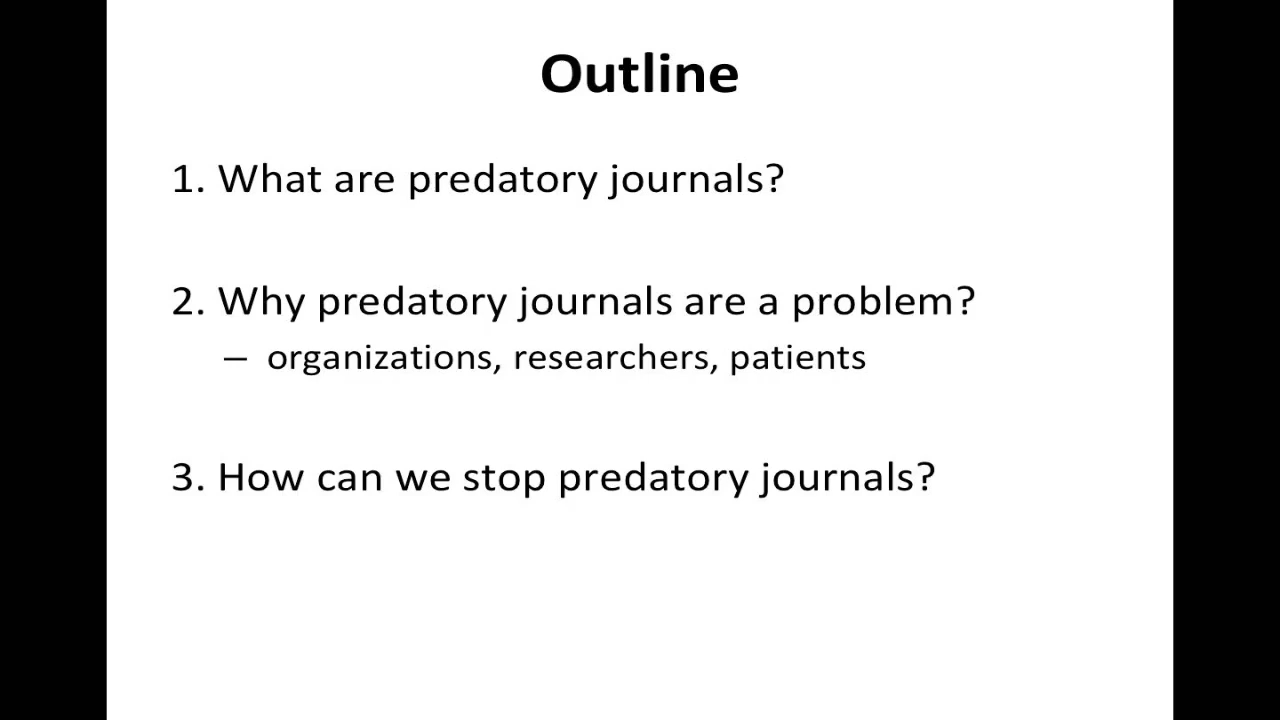 Outline
1. What are predatory journals?
2. Why predatory journals are a problem?
– organizations, researchers, patients
3. How can we stop predatory journals?